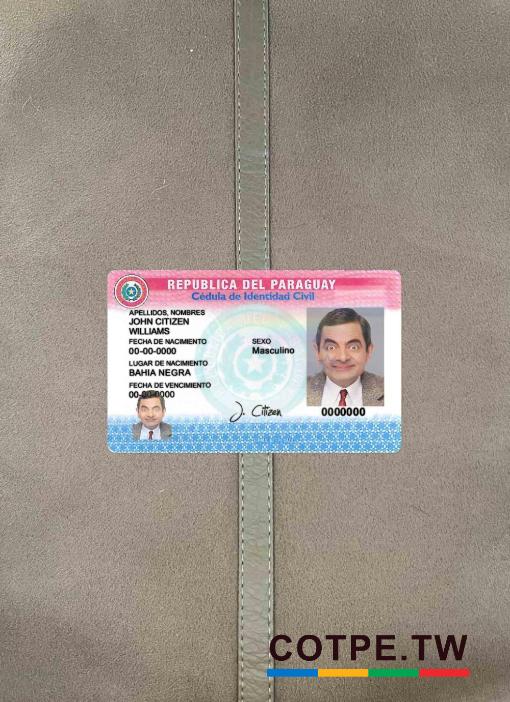 REPUBLICA DEL PARAGUAY
Cédula de Identidad Civil
APELLIDOS, NOMBRES
JOHN CITIZEN
WILLIAMS
FECHA DE NACIMIENTO
00-00-0000
SEXO
Masculino
LUGAR DE NACIMIENTO
BAHIA NEGRA
FECHA DE VENCIMIENTO
00-00-0000
J. Citizen
0000000
COTPE.TW